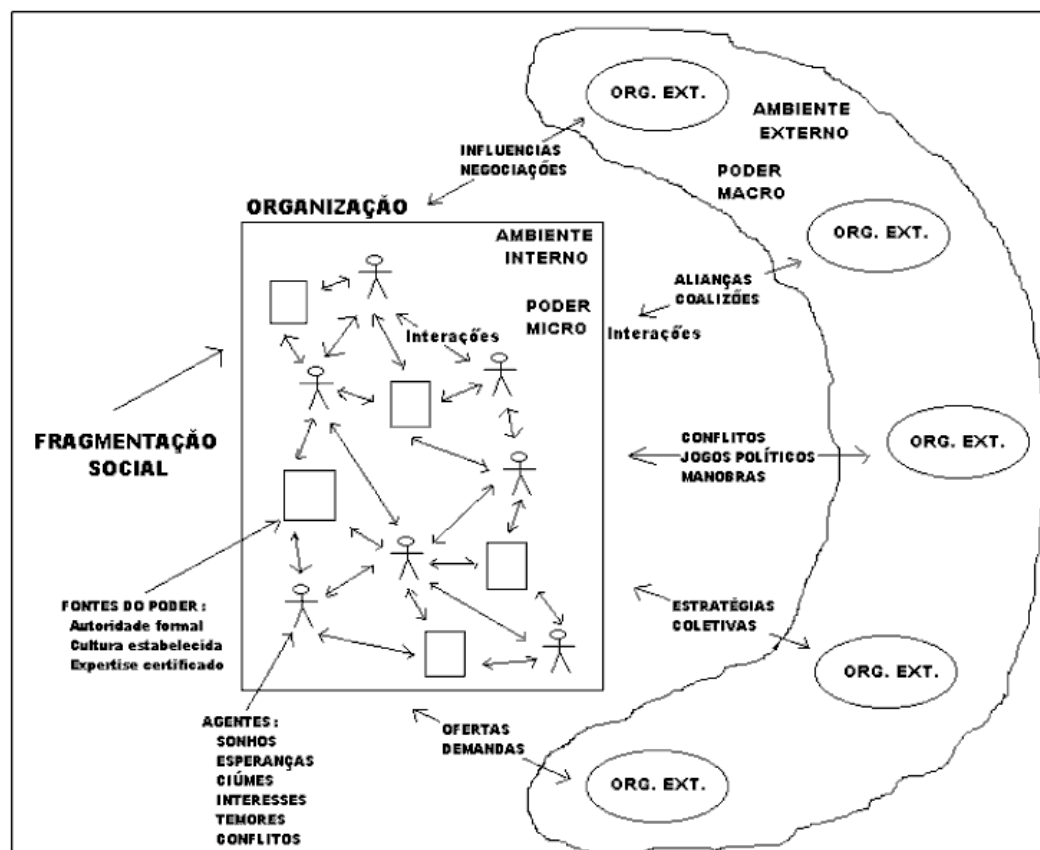 ORG. EXT.
AMBIENTE
EXTERNO
INFLUENCIAS
NEGOCIAÇÕES
PODER
MACRO
ORGANIZAÇÃO
AMBIENTE
INTERNO
ORG. EXT.
ALIANÇAS
COALIZÕES
PODER
MICRO
Interações
Interações
FRAGMENTAÇÃO
SOCIAL
CONFLITOS
JOGOS POLÍTICOS
MANOBRAS
ORG. EXT.
FONTES DO PODER :
Autoridade formal
Cultura estabelecida
Expertise certificado
ESTRATÉGIAS
COLETIVAS
ORG. EXT.
AGENTES :
SONHOS
ESPERANÇAS
CIÚMES
INTERESSES
TEMORES
CONFLITOS
OFERTAS
DEMANDAS
ORG. EXT.